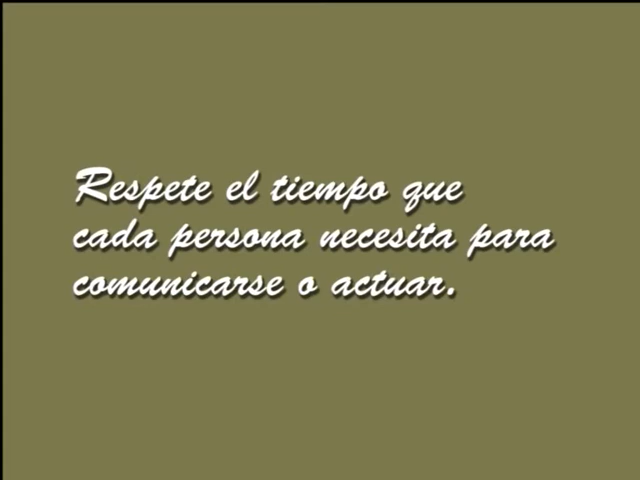 Respete el tiempo que
cada persona necesita para
comunicarse o actuar.